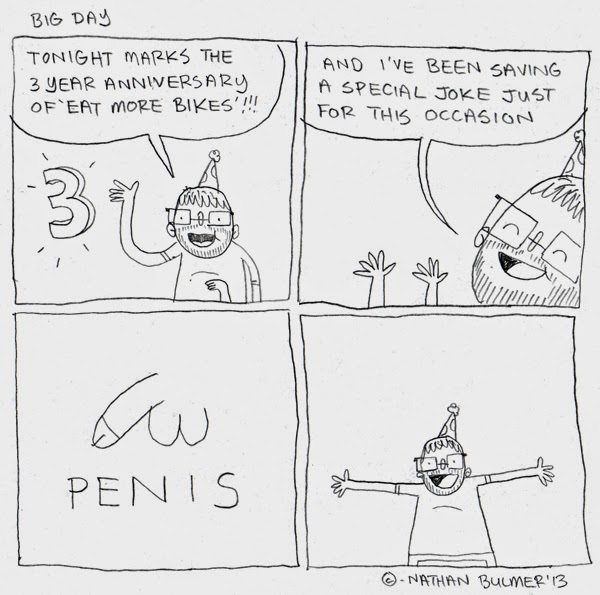 BIG DAY
TONIGHT MARKS THE
3 YEAR ANNIVERSARY
OF 'EAT MORE BIKES'!!!
3
AND I'VE BEEN SAVING
A SPECIAL JOKE JUST
FOR THIS OCCASION
PENIS
©-NATHAN BULMER'13